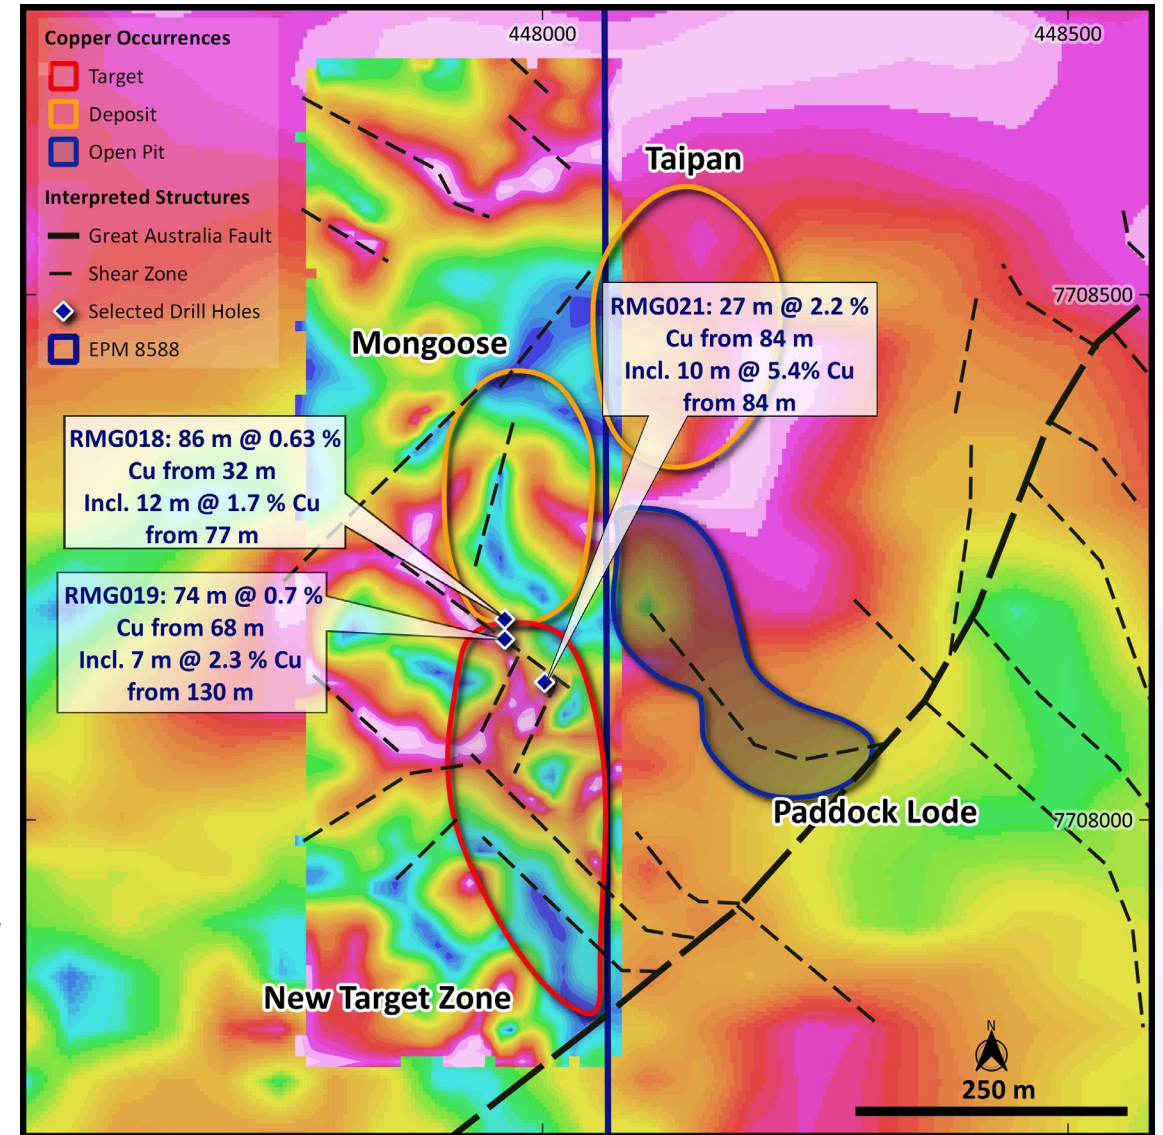 448000
448500
Copper Occurrences
Target
Deposit
Open Pit
Interpreted Structures
Great Australia Fault
Shear Zone
Selected Drill Holes
EPM 8588
Taipan
7708500
RMG021: 27 m @ 2.2 %
Cu from 84 m
Incl. 10 m @ 5.4% Cu
from 84 m
Mongoose
RMG018: 86 m @ 0.63 %
Cu from 32 m
Incl. 12 m @ 1.7 % Cu
from 77 m
RMG019: 74 m @ 0.7 %
Cu from 68 m
Incl. 7 m @ 2.3 % Cu
from 130 m
Paddock Lode
7708000
New Target Zone
N
250 m